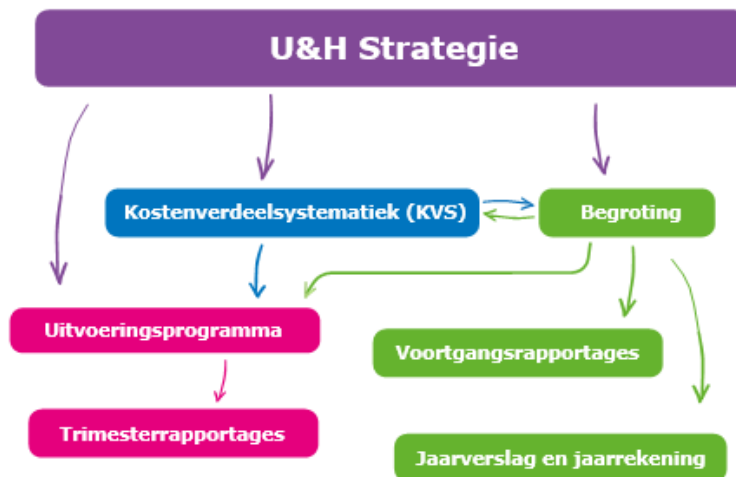 U&H Strategie
Kostenverdeelsystematiek (KVS)
Begroting
Uitvoeringsprogramma
Voortgangsrapportages
Trimesterrapportages
Jaarverslag en jaarrekening